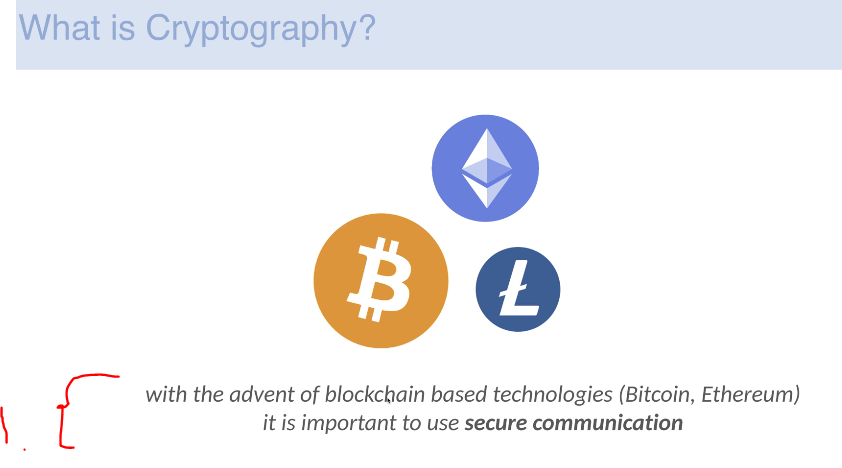 What is Cryptography?
with the advent of blockchain based technologies (Bitcoin, Ethereum)
it is important to use secure communication